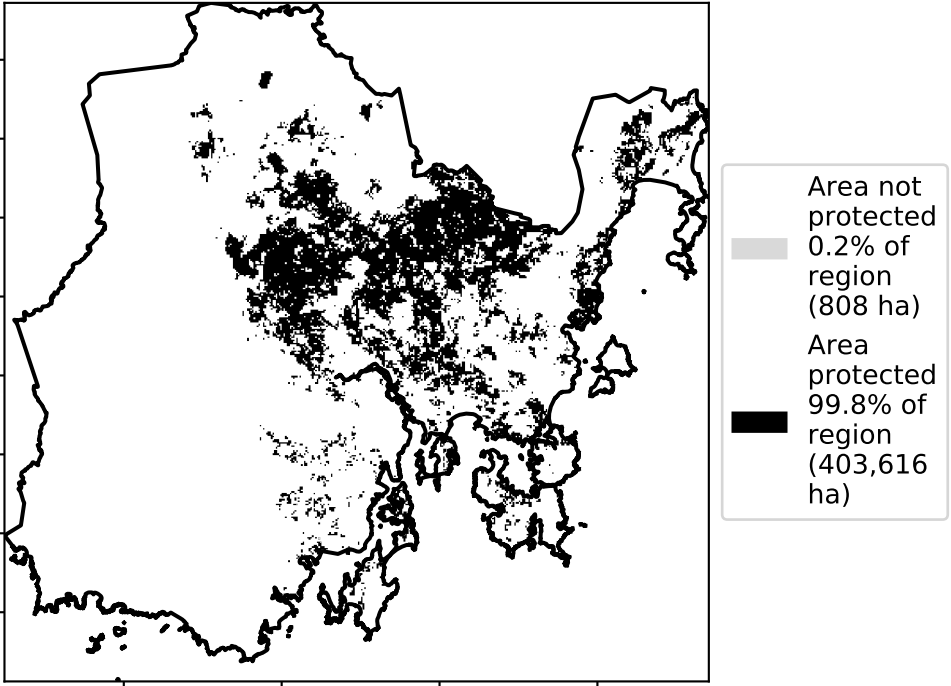 Area not
protected
0.2% of
region
(808 ha)
Area
protected
99.8% of
region
(403,616
ha)